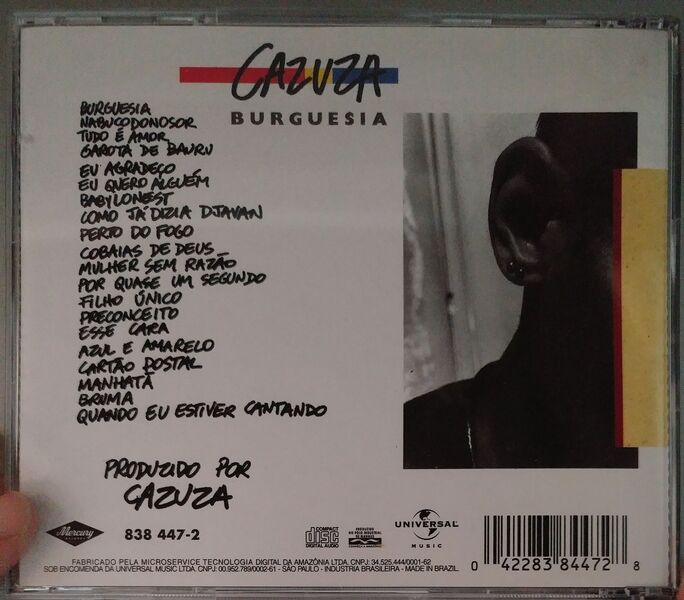 CAZUZA
BURGUESIA
BURGUESIA
NABUCODONOSOR
TUDO É AMOR
GAROTA DE BAURU
EU AGRADEÇO
EU QUERO ALGUÉM
BABYLONEST
COMO JÁ DIZIA DJAVAN
PERTO DO FOGO
COBAIAS DE DEUS
MULHER SEM RAZÃO
POR QUASE UM SEGUNDO
FILHO ÚNICO
PRECONCEITO
ESSE CARA
AZUL E AMARELO
CARTÃO POSTAL
MANHATÃ
BRUMA
QUANDO EU ESTIVER CANTANDO
PRODUZIDO POR
CAZUZA
Mercury
838 447-2
COMPACT
disc
DIGITAL AUDIO
UNIVERSAL
MUSIC
0 42283 84472 8
FABRICADO PELA MICROSERVICE TECNOLOGIA DIGITAL DA AMAZÔNIA LTDA. CNPJ: 34.525.444/0001-62
SOB ENCOMENDA DA UNIVERSAL MUSIC LTDA. CNPJ: 00.952.789/0002-61 - SÃO PAULO - INDÚSTRIA BRASILEIRA - MADE IN BRAZIL.